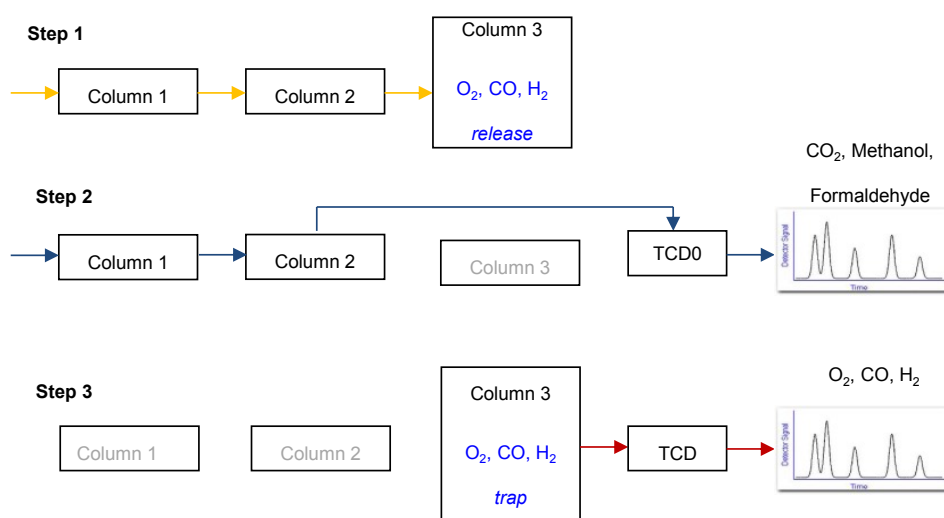 Step 1
Column 1
Column 2
Column 3
O₂, CO, H₂
release
Step 2
Column 1
Column 2
Column 3
TCD0
CO₂, Methanol,
Formaldehyde
Detector Signal
Time
Step 3
Column 1
Column 2
Column 3
O₂, CO, H₂
trap
TCD
O₂, CO, H₂
Detector Signal
Time